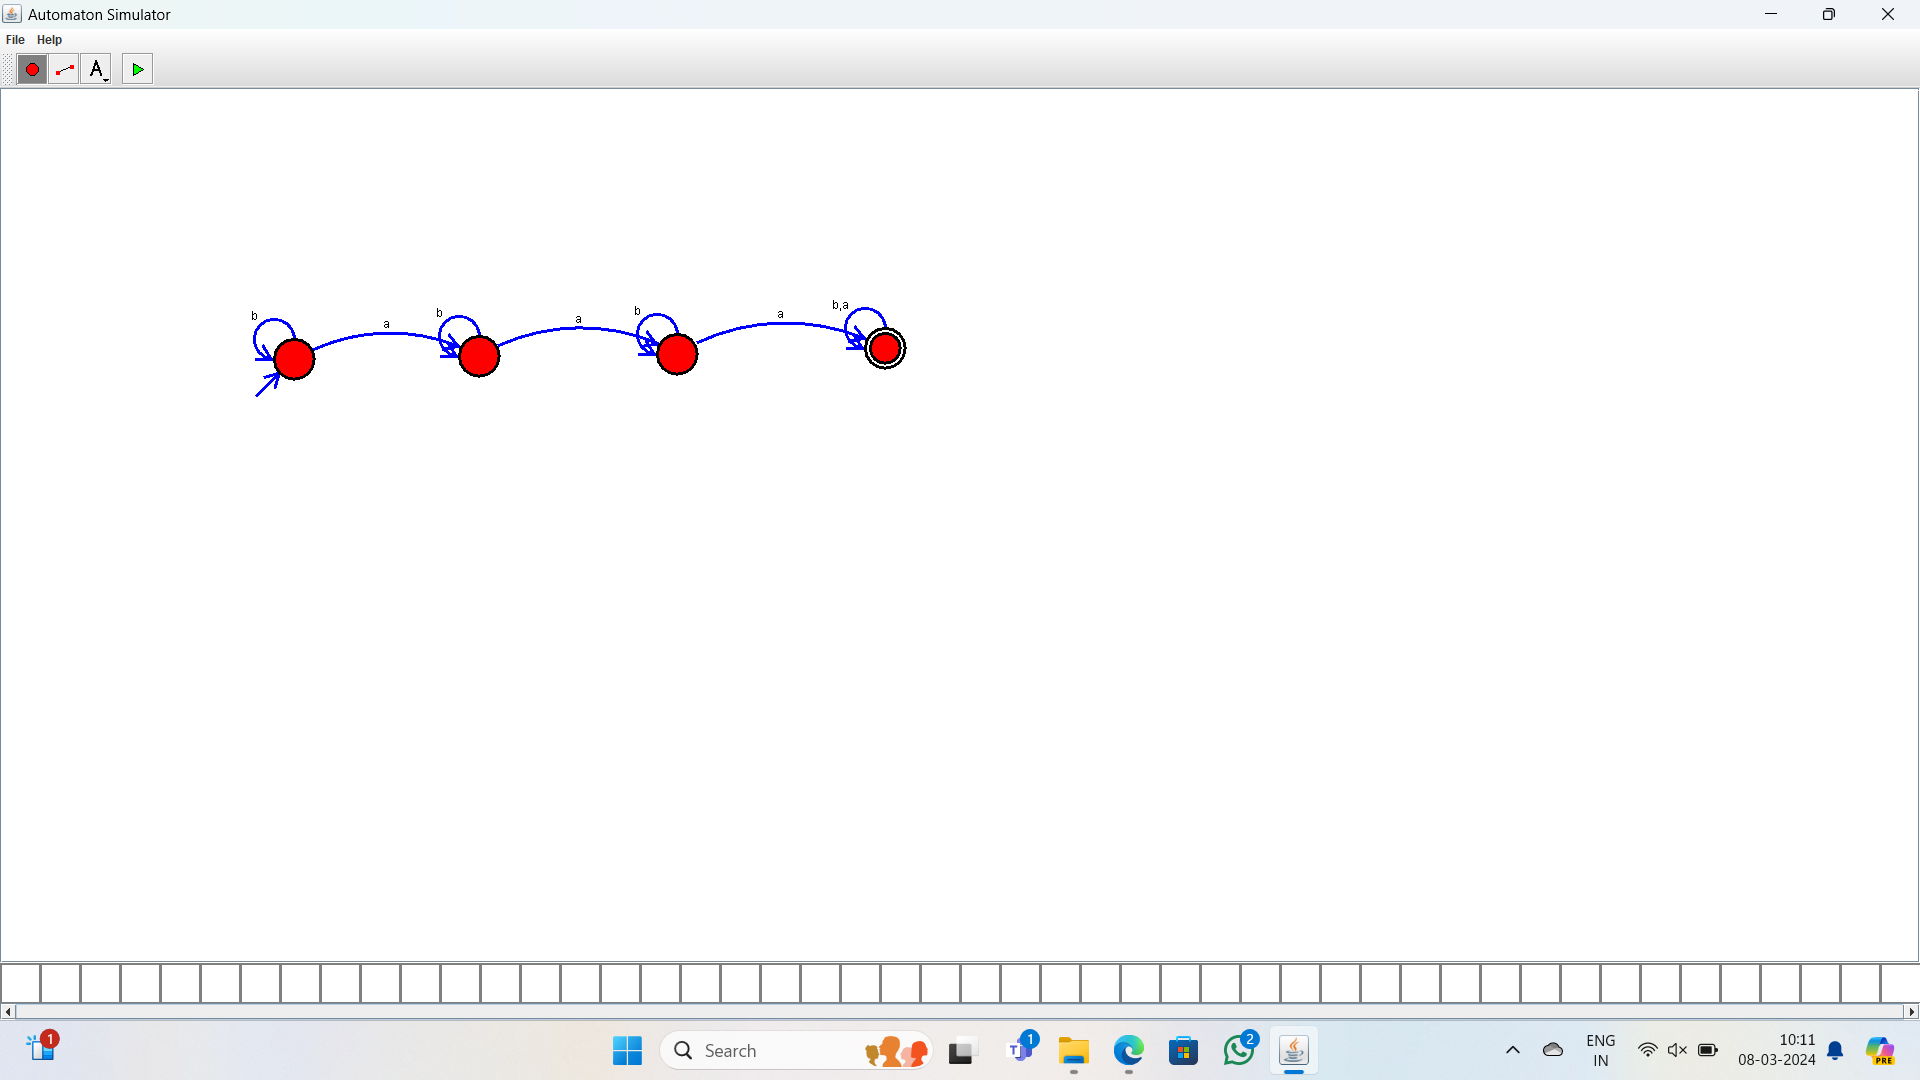 Automaton Simulator
File Help
A
b
a
b
a
b
a
b,a
1
Search
1
2
ENG
IN
10:11
08-03-2024
PRE